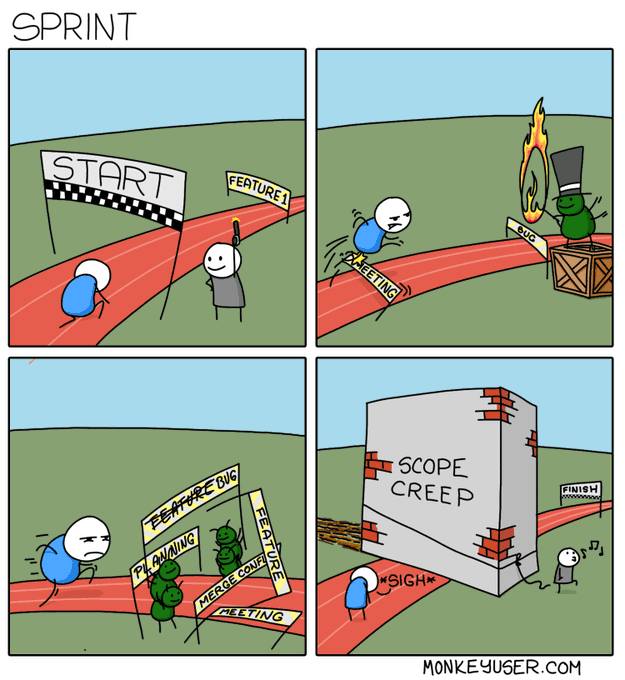 SPRINT
START
FEATURE 1
MEETING
BUG
FEATURE BUG
PLANNING
FEATURE
MERGE CONFL
MEETING
SCOPE
CREEP
FINISH
*SIGH*
MONKEYUSER.COM